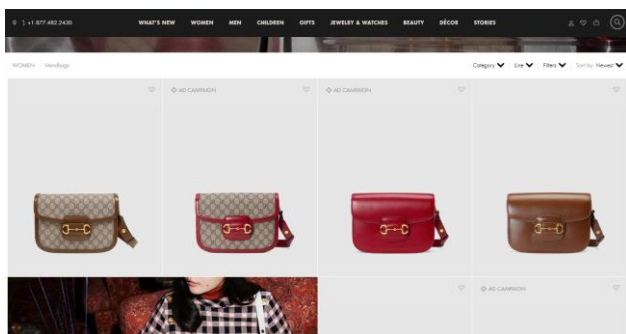 +1.877.482.2430 WHAT'S NEW WOMEN MEN CHILDREN GIFTS JEWELRY & WATCHES BEAUTY DÉCOR STORIES
WOMEN Handbags Category Line Filters Sort by: Newest
AD CAMPAIGN AD CAMPAIGN
AD CAMPAIGN